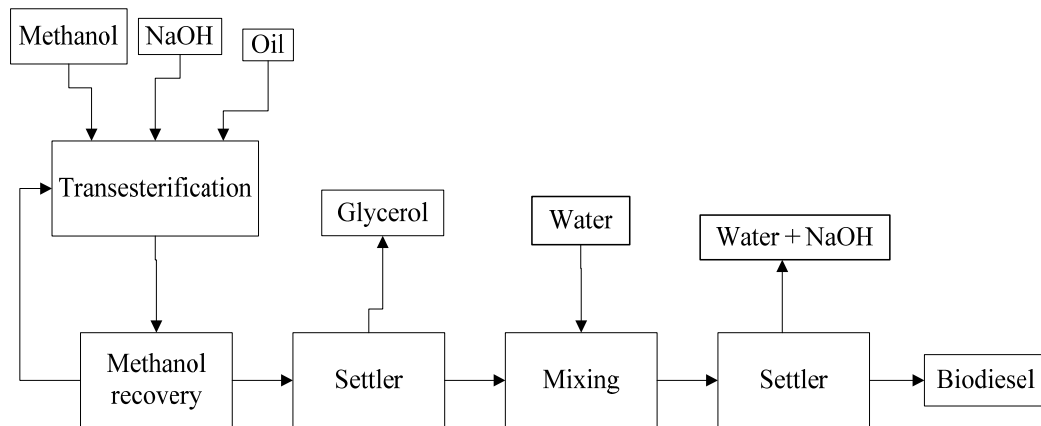 Methanol
NaOH
Oil
Transesterification
Glycerol
Water
Water + NaOH
Methanol
recovery
Settler
Mixing
Settler
Biodiesel